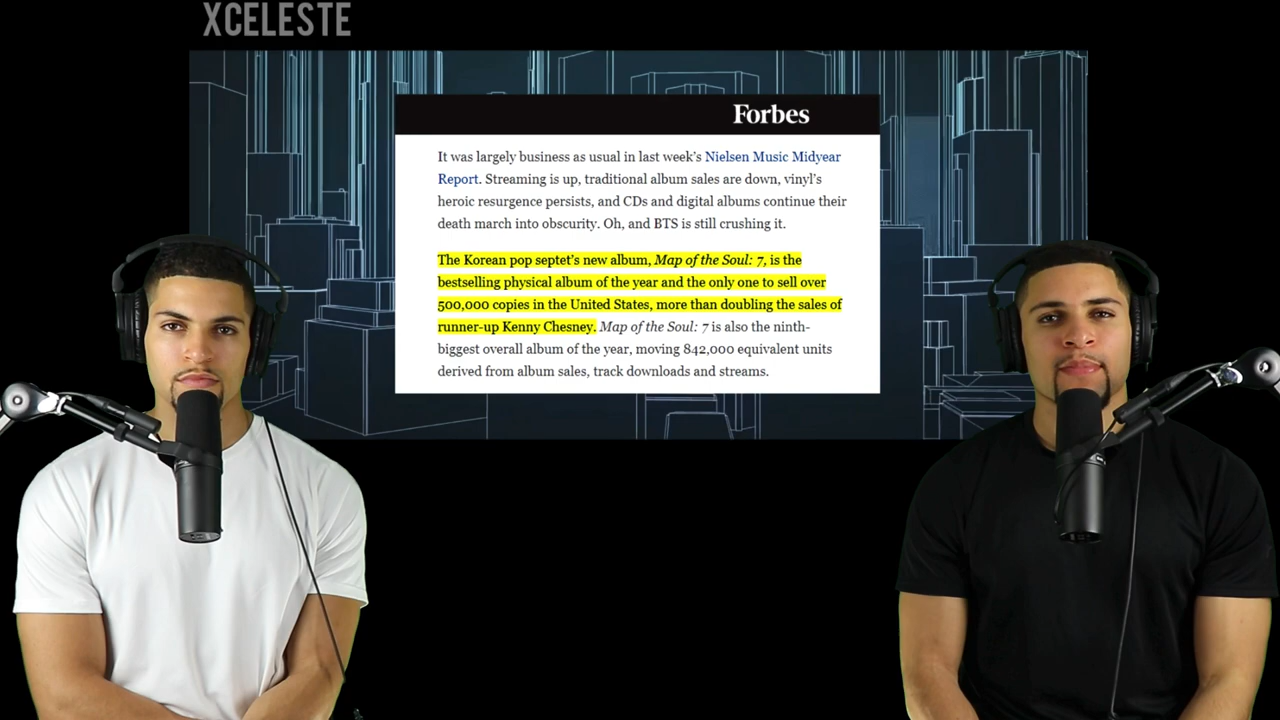 XCELESTE
Forbes
It was largely business as usual in last week’s Nielsen Music Midyear
Report. Streaming is up, traditional album sales are down, vinyl’s
heroic resurgence persists, and CDs and digital albums continue their
death march into obscurity. Oh, and BTS is still crushing it.
The Korean pop septet’s new album, Map of the Soul: 7, is the
bestselling physical album of the year and the only one to sell over
500,000 copies in the United States, more than doubling the sales of
runner-up Kenny Chesney. Map of the Soul: 7 is also the ninth-
biggest overall album of the year, moving 842,000 equivalent units
derived from album sales, track downloads and streams.